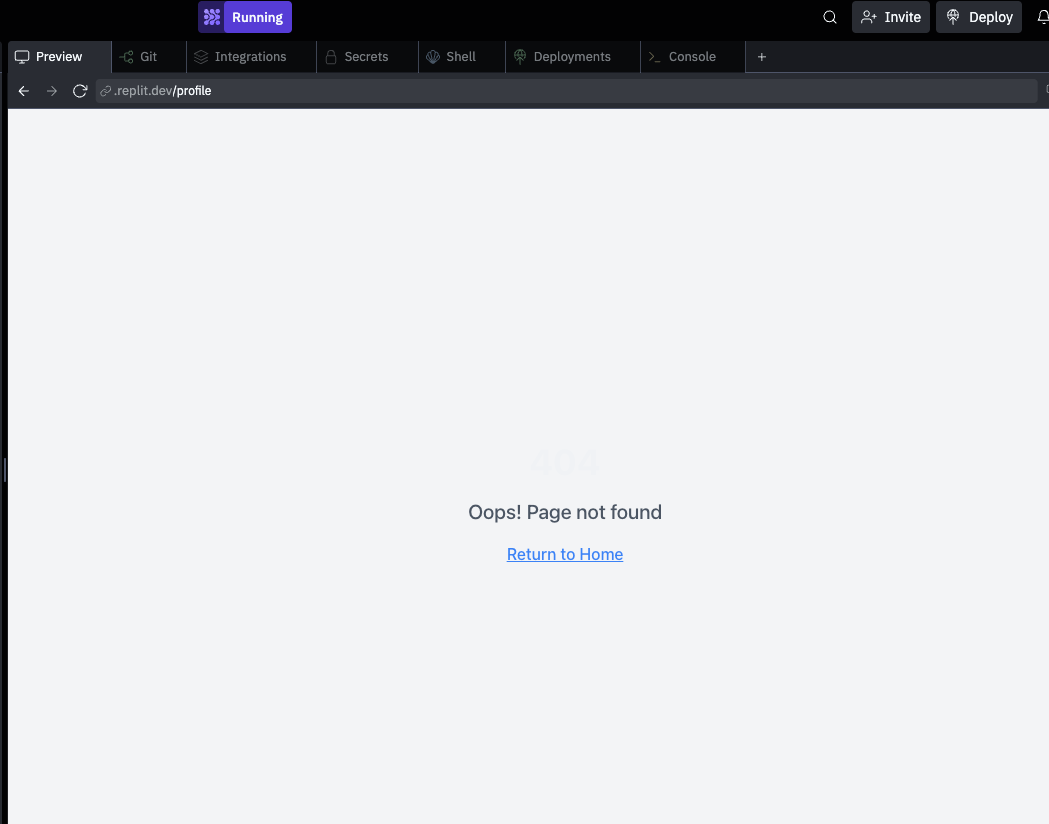 Running
Invite
Deploy
Preview
Git
Integrations
Secrets
Shell
Deployments
Console
.replit.dev/profile
404
Oops! Page not found
Return to Home